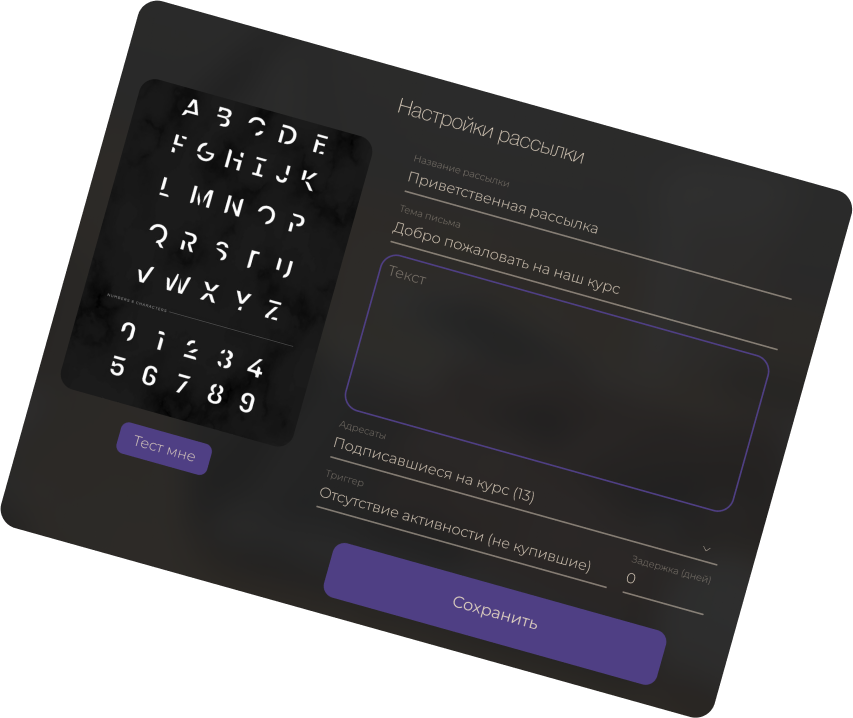 A B C D E
F G H I J K
L M N O P
Q R S T U
V W X Y Z
NUMBERS & CHARACTERS
0 1 2 3 4
5 6 7 8 9
Тест мне
Настройки рассылки
Название рассылки
Приветственная рассылка
Тема письма
Добро пожаловать на наш курс
Текст
Адресаты
Подписавшиеся на курс (13)
Триггер
Отсутствие активности (не купившие)
Задержка (дней)
0
Сохранить